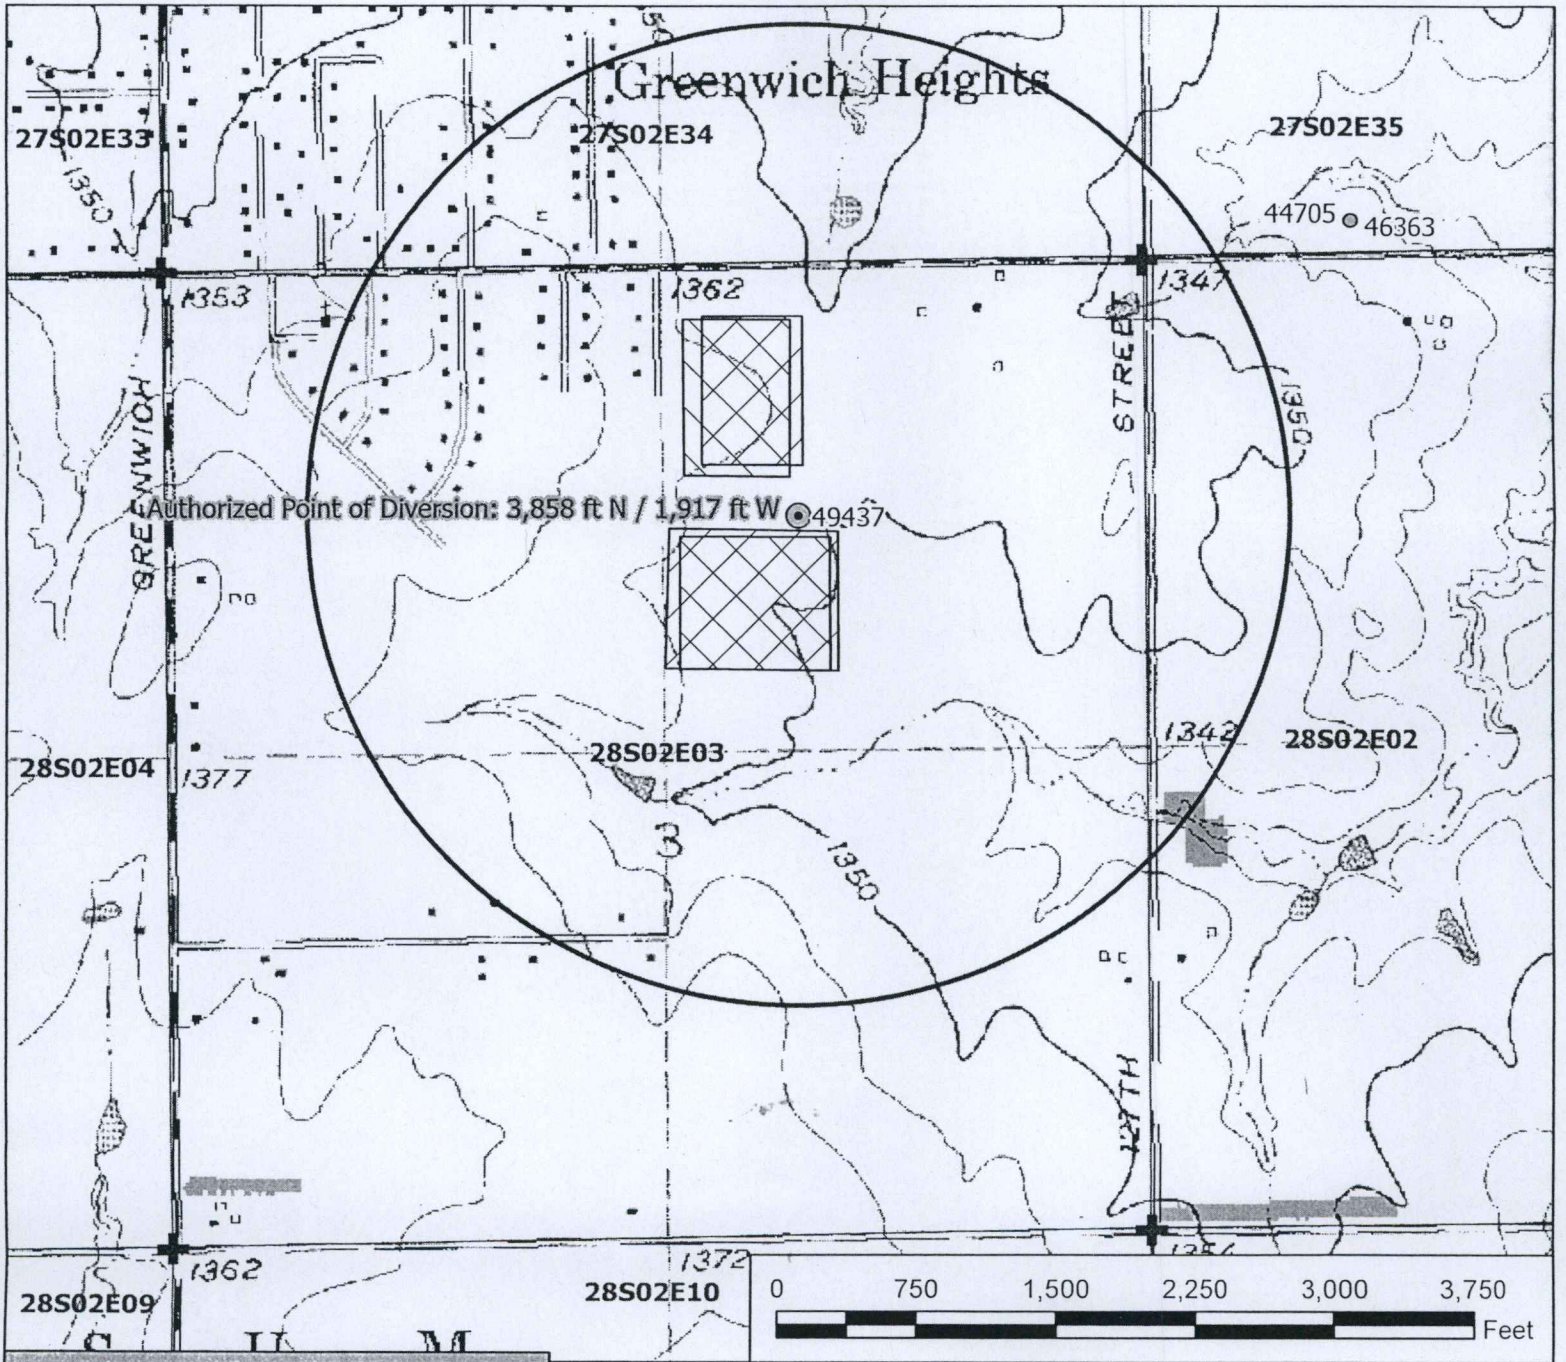 Greenwich Heights
27S02E33
27S02E34
27S02E35
1350
44705
46363
1353
1362
1347
GREENWICH
STREET
1350
Authorized Point of Diversion: 3,858 ft N / 1,917 ft W
49437
28S02E04
28S02E03
1342
28S02E02
1377
3
1350
127TH
1362
1372
1354
28S02E09
28S02E10
0 750 1,500 2,250 3,000 3,750
Feet
S U M